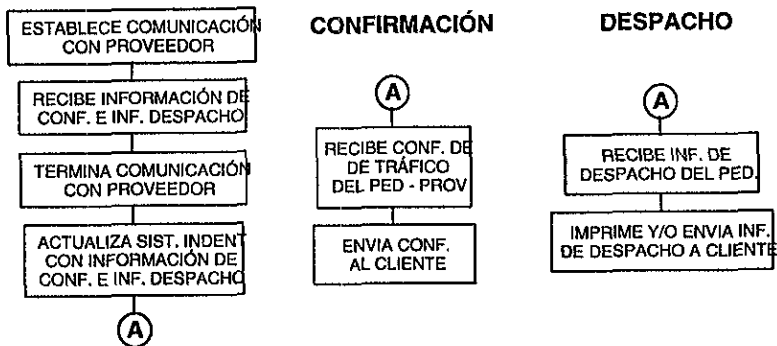 ESTABLECE COMUNICACIÓN
CON PROVEEDOR
RECIBE INFORMACIÓN DE
CONF. E INF. DESPACHO
TERMINA COMUNICACIÓN
CON PROVEEDOR
ACTUALIZA SIST. INDENT
CON INFORMACIÓN DE
CONF. E INF. DESPACHO
A
CONFIRMACIÓN
A
RECIBE CONF. DE
DE TRÁFICO
DEL PED - PROV
ENVIA CONF.
AL CLIENTE
DESPACHO
A
RECIBE INF. DE
DESPACHO DEL PED.
IMPRIME Y/O ENVIA INF.
DE DESPACHO A CLIENTE